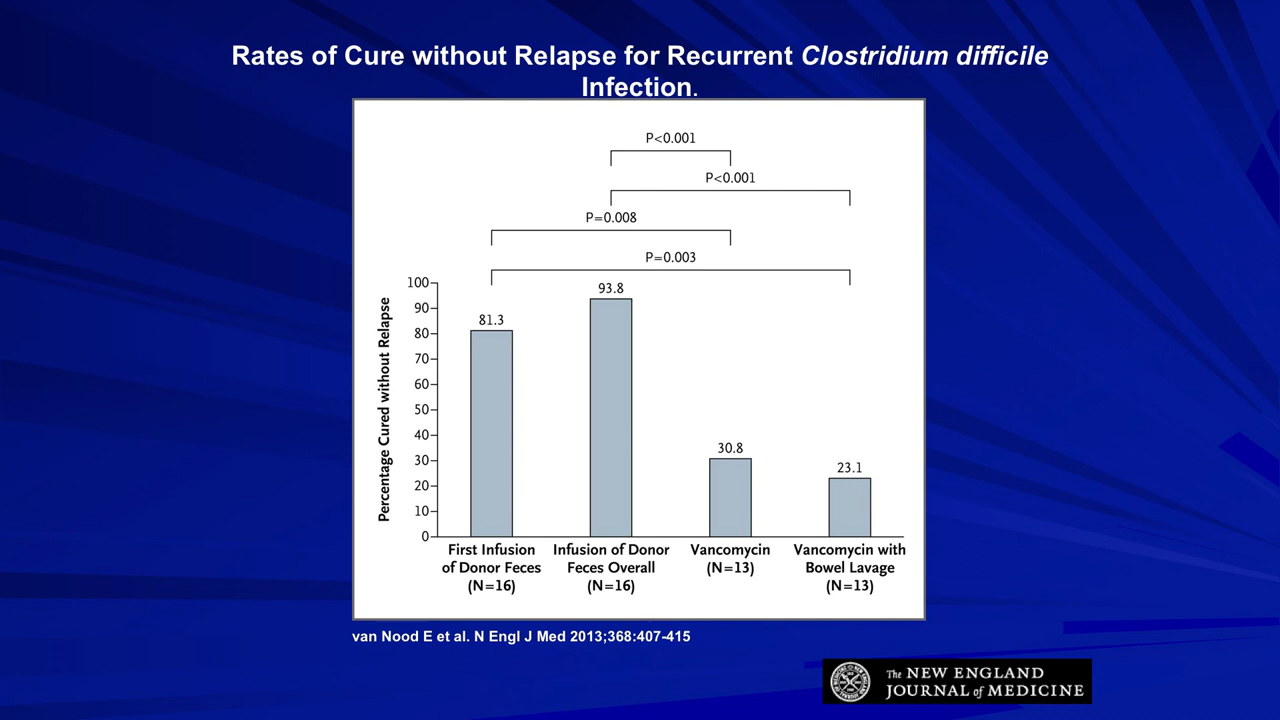 Rates of Cure without Relapse for Recurrent Clostridium difficile
Infection.
P<0.001
P<0.001
P=0.008
P=0.003
Percentage Cured without Relapse
100
90
80
70
60
50
40
30
20
10
0
81.3
93.8
30.8
23.1
First Infusion
of Donor Feces
(N=16)
Infusion of Donor
Feces Overall
(N=16)
Vancomycin
(N=13)
Vancomycin with
Bowel Lavage
(N=13)
van Nood E et al. N Engl J Med 2013;368:407-415
The NEW ENGLAND
JOURNAL of MEDICINE